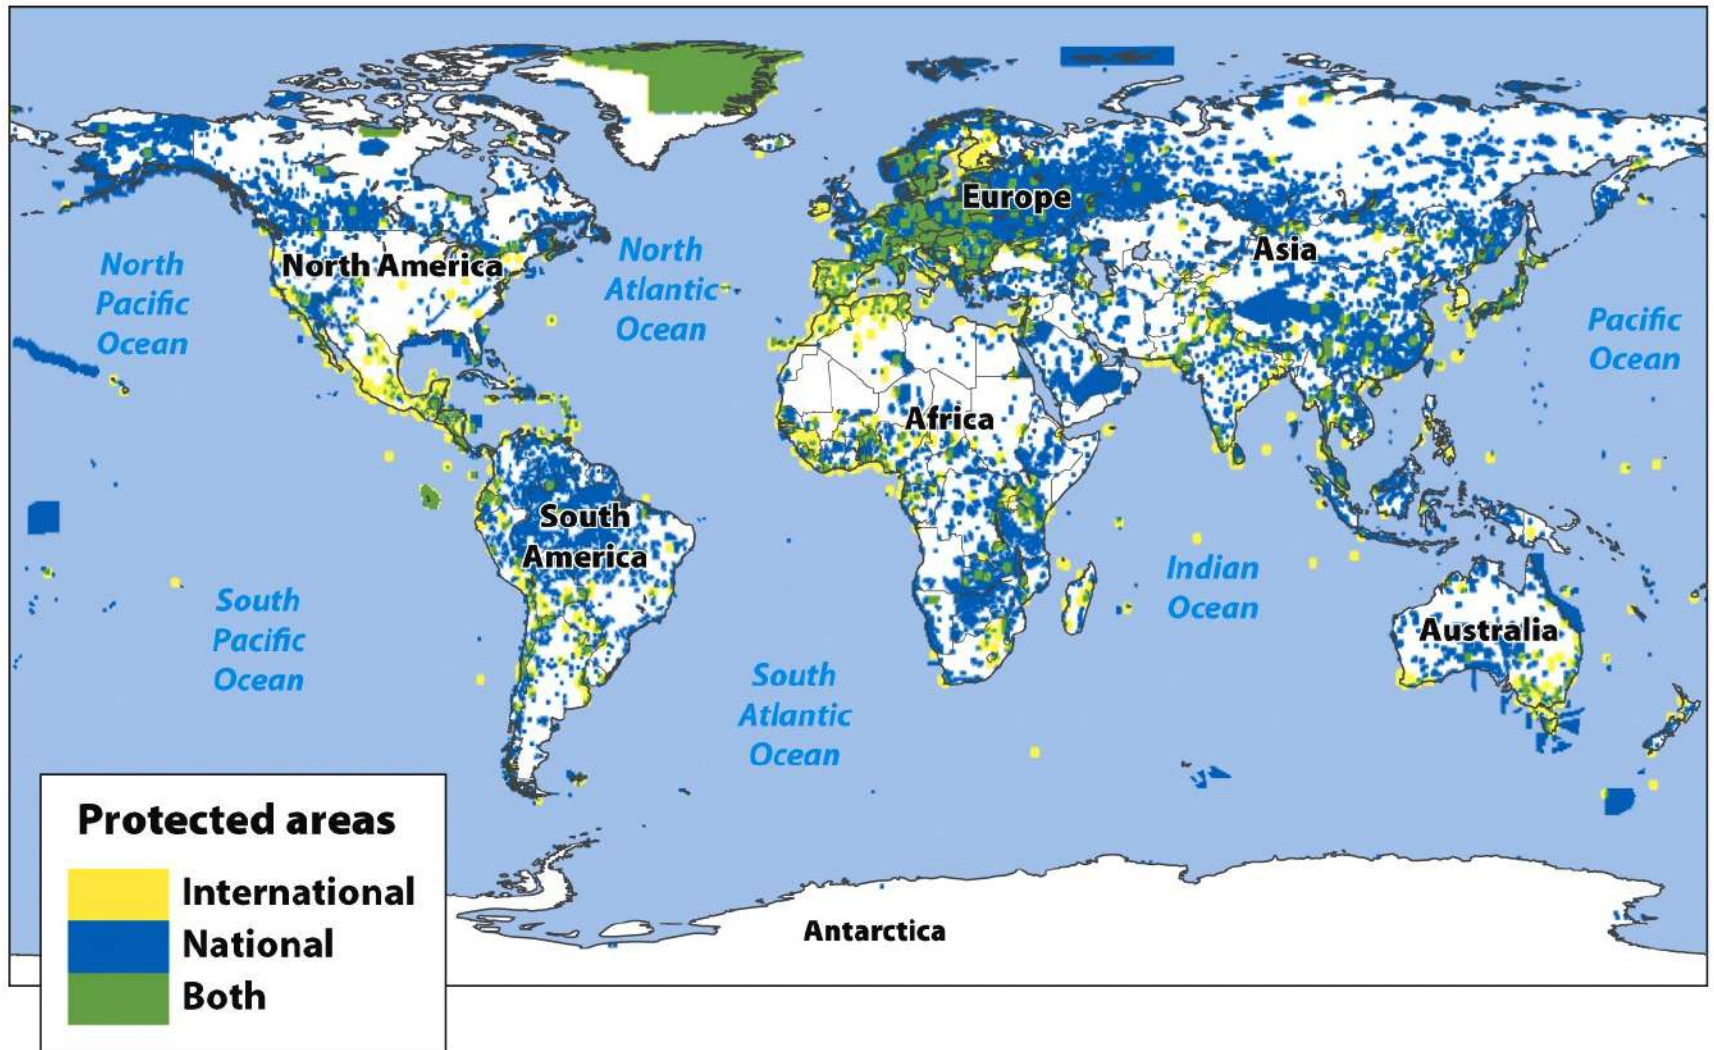 Europe
Asia
North America
North
Pacific
Ocean
North
Atlantic
Ocean
Pacific
Ocean
Africa
South
America
Indian
Ocean
South
Pacific
Ocean
Australia
South
Atlantic
Ocean
Antarctica
Protected areas
International
National
Both